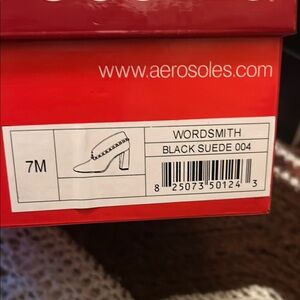 www.aerosoles.com
7M
WORDSMITH
BLACK SUEDE 004
8 25073 50124 3